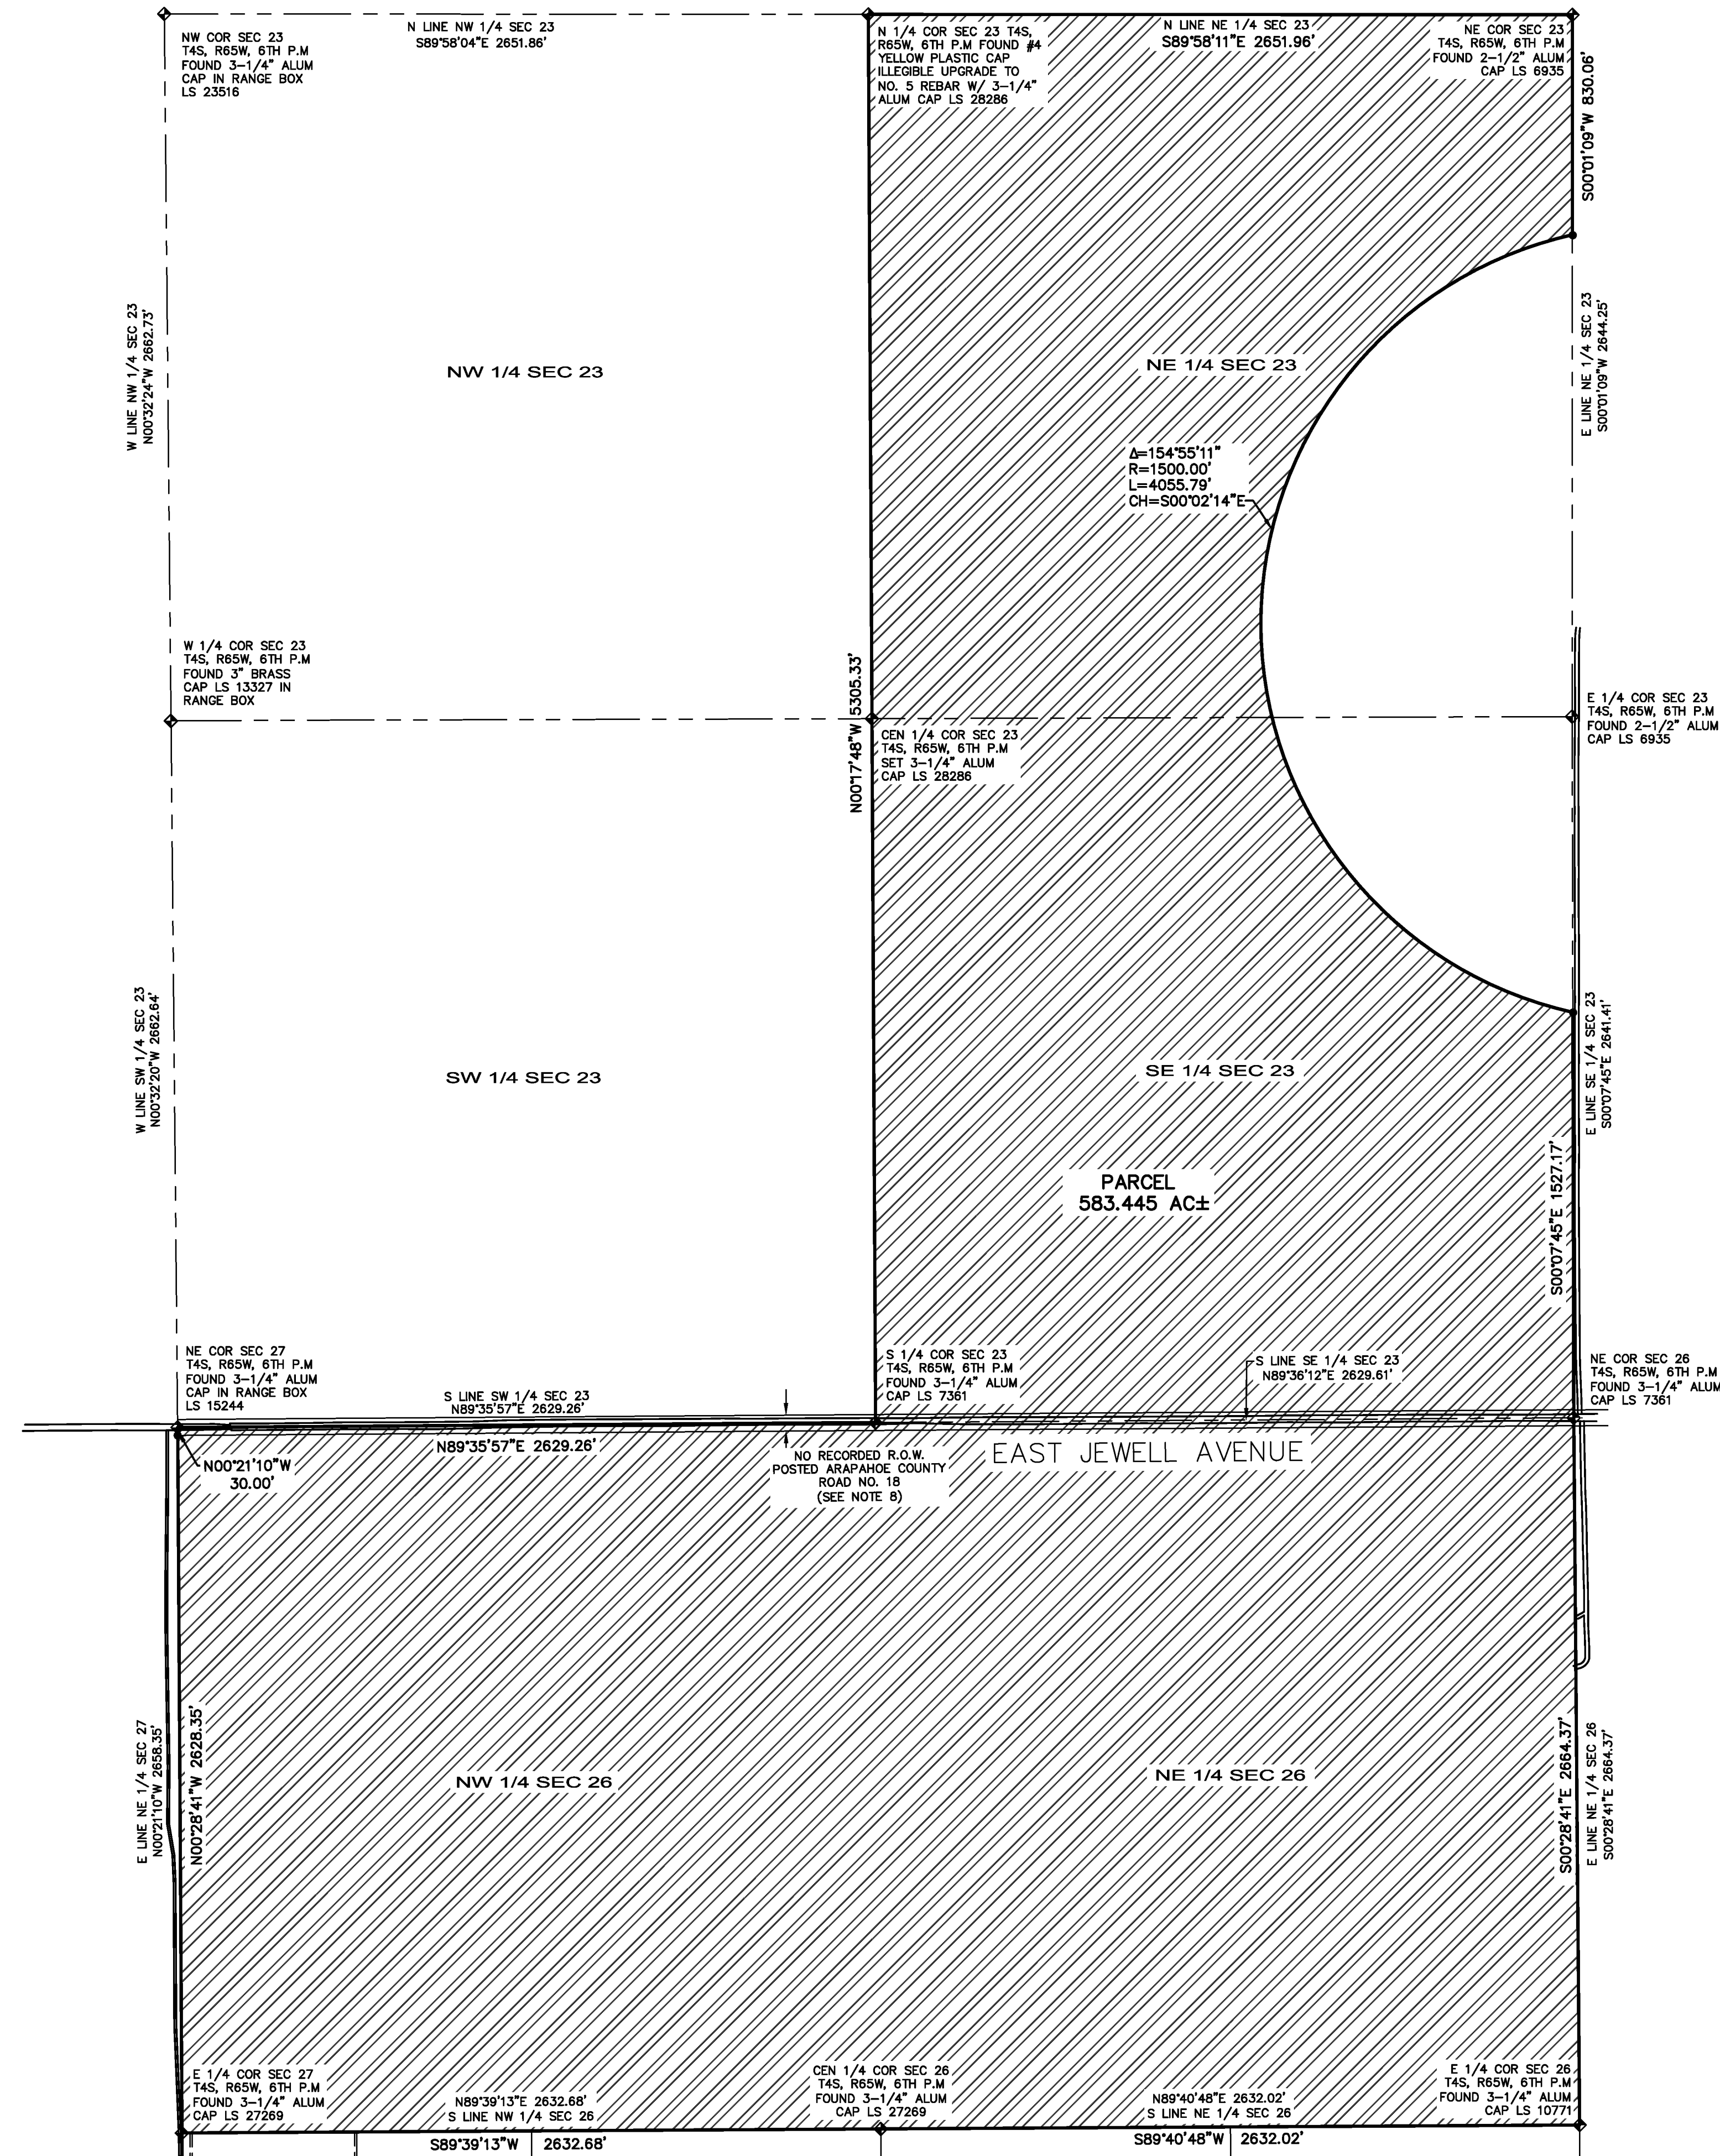 N LINE NW 1/4 SEC 23
S89°58'04"E 2651.86'
N LINE NE 1/4 SEC 23
S89°58'11"E 2651.96'
NW COR SEC 23
T4S, R65W, 6TH P.M
FOUND 3-1/4" ALUM
CAP IN RANGE BOX
LS 23516
N 1/4 COR SEC 23 T4S,
R65W, 6TH P.M FOUND #4
YELLOW PLASTIC CAP
ILLEGIBLE UPGRADE TO
NO. 5 REBAR W/ 3-1/4"
ALUM CAP LS 28286
NE COR SEC 23
T4S, R65W, 6TH P.M
FOUND 2-1/2" ALUM
CAP LS 6935
S00°01'09"W 830.06'
W LINE NW 1/4 SEC 23
N00°32'24"W 2662.73'
NW 1/4 SEC 23
NE 1/4 SEC 23
E LINE NE 1/4 SEC 23
S00°01'09"W 2644.25'
Δ=154°55'11"
R=1500.00'
L=4055.79'
CH=S00°02'14"E
W 1/4 COR SEC 23
T4S, R65W, 6TH P.M
FOUND 3" BRASS
CAP LS 13327 IN
RANGE BOX
N00°17'48"W 5305.33'
CEN 1/4 COR SEC 23
T4S, R65W, 6TH P.M
SET 3-1/4" ALUM
CAP LS 28286
E 1/4 COR SEC 23
T4S, R65W, 6TH P.M
FOUND 2-1/2" ALUM
CAP LS 6935
W LINE SW 1/4 SEC 23
N00°32'20"W 2662.64'
SW 1/4 SEC 23
SE 1/4 SEC 23
E LINE SE 1/4 SEC 23
S00°07'45"E 2641.41'
PARCEL
583.445 AC±
S00°07'45"E 1527.17'
NE COR SEC 27
T4S, R65W, 6TH P.M
FOUND 3-1/4" ALUM
CAP IN RANGE BOX
LS 15244
S LINE SW 1/4 SEC 23
N89°35'57"E 2629.26'
S 1/4 COR SEC 23
T4S, R65W, 6TH P.M
FOUND 3-1/4" ALUM
CAP LS 7361
S LINE SE 1/4 SEC 23
N89°36'12"E 2629.61'
NE COR SEC 26
T4S, R65W, 6TH P.M
FOUND 3-1/4" ALUM
CAP LS 7361
N89°35'57"E 2629.26'
N00°21'10"W
30.00'
NO RECORDED R.O.W.
POSTED ARAPAHOE COUNTY
ROAD NO. 18
(SEE NOTE 8)
EAST JEWELL AVENUE
E LINE NE 1/4 SEC 27
N00°21'10"W 2658.35'
N00°28'41"W 2628.35'
NW 1/4 SEC 26
NE 1/4 SEC 26
S00°28'41"E 2664.37'
E LINE NE 1/4 SEC 26
S00°28'41"E 2664.37'
E 1/4 COR SEC 27
T4S, R65W, 6TH P.M
FOUND 3-1/4" ALUM
CAP LS 27269
N89°39'13"E 2632.68'
S LINE NW 1/4 SEC 26
CEN 1/4 COR SEC 26
T4S, R65W, 6TH P.M
FOUND 3-1/4" ALUM
CAP LS 27269
N89°40'48"E 2632.02'
S LINE NE 1/4 SEC 26
E 1/4 COR SEC 26
T4S, R65W, 6TH P.M
FOUND 3-1/4" ALUM
CAP LS 10771
S89°39'13"W 2632.68'
S89°40'48"W 2632.02'